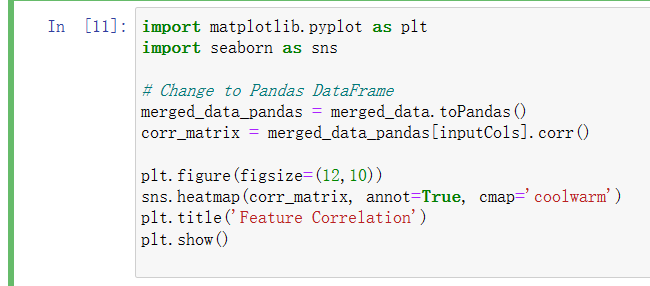 In [11]:
import matplotlib.pyplot as plt
import seaborn as sns
# Change to Pandas DataFrame
merged_data_pandas = merged_data.toPandas()
corr_matrix = merged_data_pandas[inputCols].corr()
plt.figure(figsize=(12,10))
sns.heatmap(corr_matrix, annot=True, cmap='coolwarm')
plt.title('Feature Correlation')
plt.show()